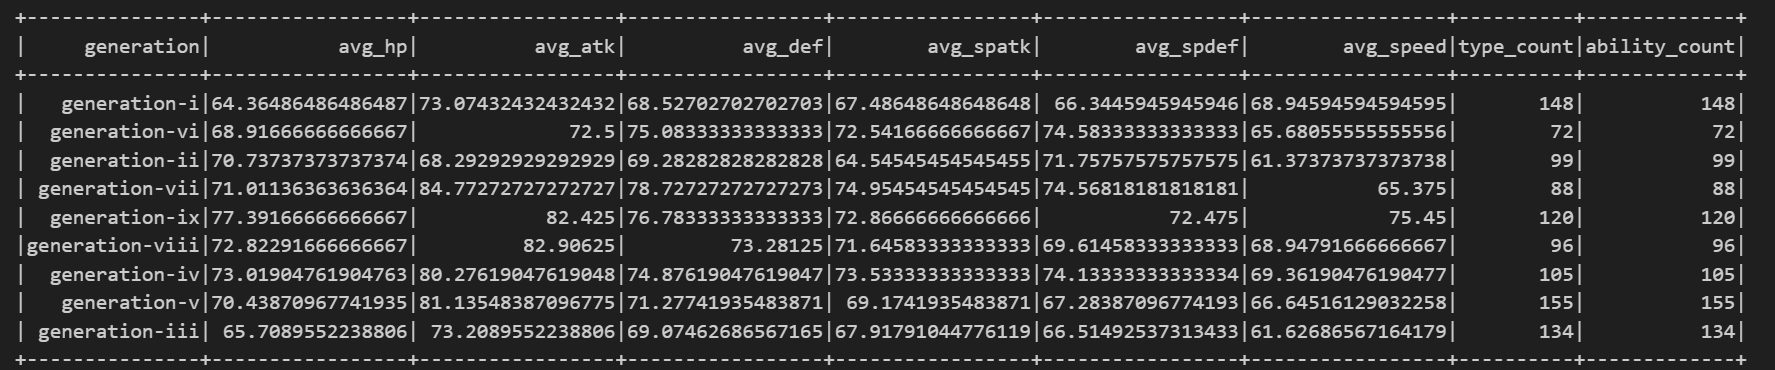 +---------------+-----------------+-----------------+-----------------+-----------------+-----------------+-----------------+----------+-------------+
|     generation|           avg_hp|          avg_atk|          avg_def|        avg_spatk|        avg_spdef|        avg_speed|type_count|ability_count|
+---------------+-----------------+-----------------+-----------------+-----------------+-----------------+-----------------+----------+-------------+
|   generation-i|64.36486486486487|73.07432432432432|68.52702702702703|67.48648648648648| 66.3445945945946|68.94594594594595|       148|          148|
|  generation-vi|68.91666666666667|             72.5|75.08333333333333|72.54166666666667|74.58333333333333|65.68055555555556|        72|           72|
|  generation-ii|70.73737373737374|68.29292929292929|69.28282828282828|64.54545454545455|71.75757575757575|61.37373737373738|        99|           99|
| generation-vii|71.01136363636364|84.77272727272727|78.72727272727273|74.95454545454545|74.56818181818181|           65.375|        88|           88|
|  generation-ix|77.39166666666667|           82.425|76.78333333333333|72.86666666666666|           72.475|            75.45|       120|          120|
|generation-viii|72.82291666666667|         82.90625|         73.28125|71.64583333333333|69.61458333333333|68.94791666666667|        96|           96|
|  generation-iv|73.01904761904763|80.27619047619048|74.87619047619047|73.53333333333333|74.13333333333334|69.36190476190477|       105|          105|
|   generation-v|70.43870967741935|81.13548387096775|71.27741935483871| 69.1741935483871|67.28387096774193|66.64516129032258|       155|          155|
| generation-iii| 65.7089552238806| 73.2089552238806|69.07462686567165|67.91791044776119|66.51492537313433|61.62686567164179|       134|          134|
+---------------+-----------------+-----------------+-----------------+-----------------+-----------------+-----------------+----------+-------------+